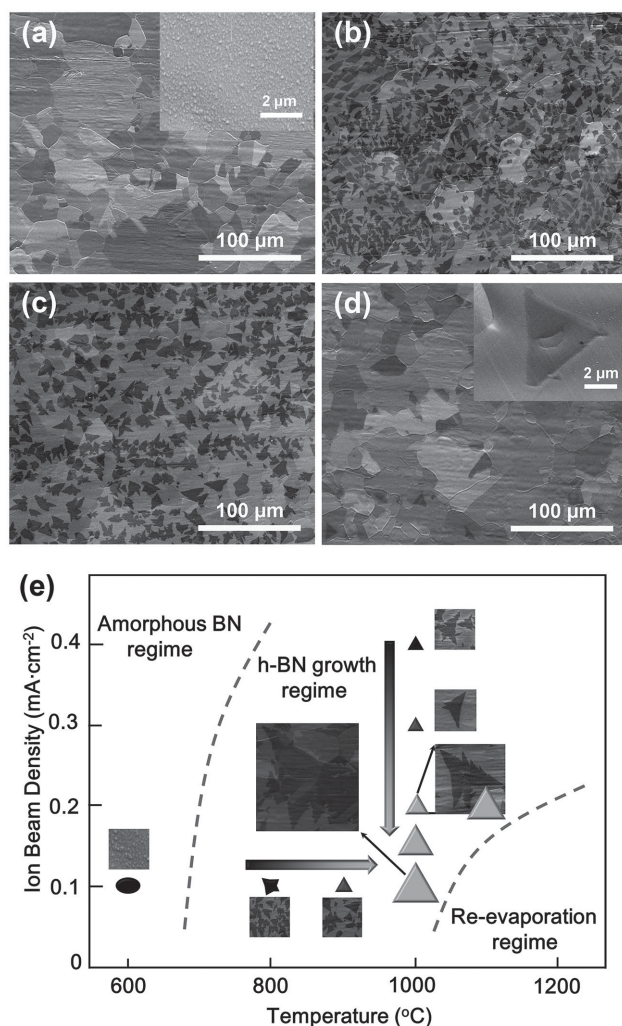 (a)
2 μm
100 μm
(b)
100 μm
(c)
100 μm
(d)
2 μm
100 μm
(e)
Ion Beam Density (mA·cm-2)
0.4
0.3
0.2
0.1
0
Amorphous BN
regime
h-BN growth
regime
Re-evaporation
regime
600
800
1000
1200
Temperature (oC)